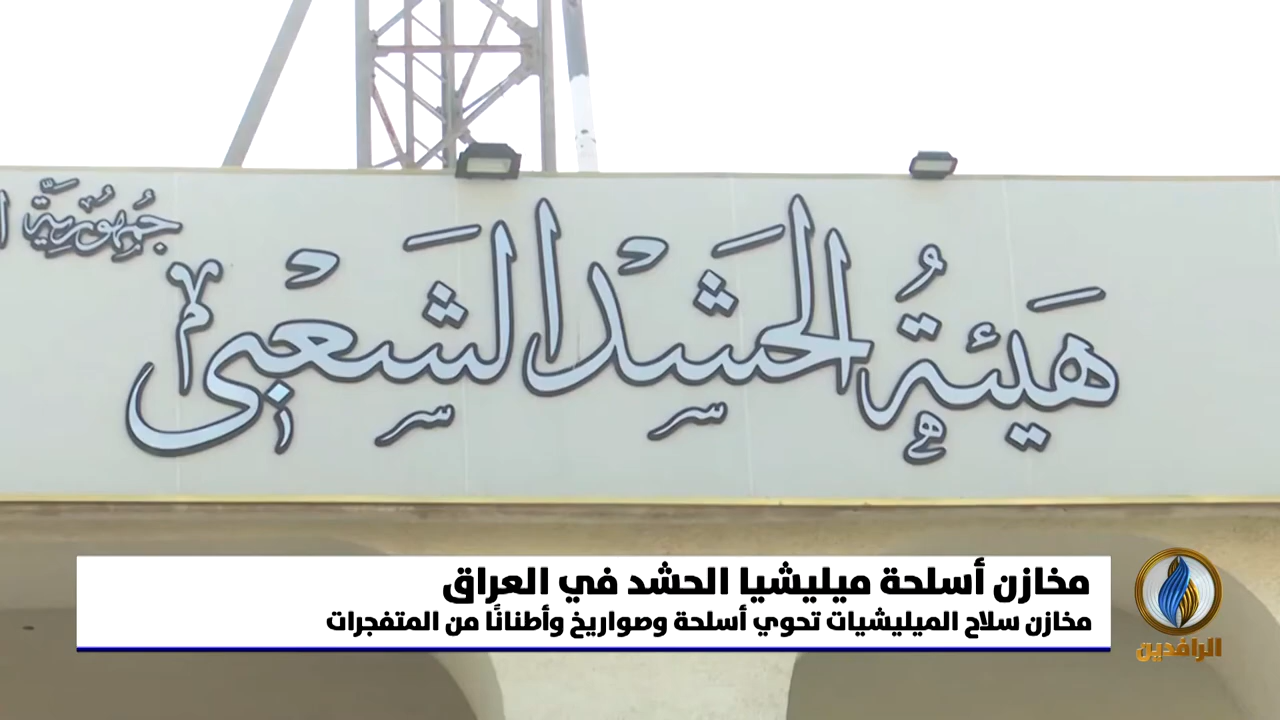 جمهورية
هيئة الحشد الشعبي
مخازن أسلحة ميليشيا الحشد في العراق
مخازن سلاح الميليشيات تحوي أسلحة وصواريخ وأطنانًا من المتفجرات
الرافدين